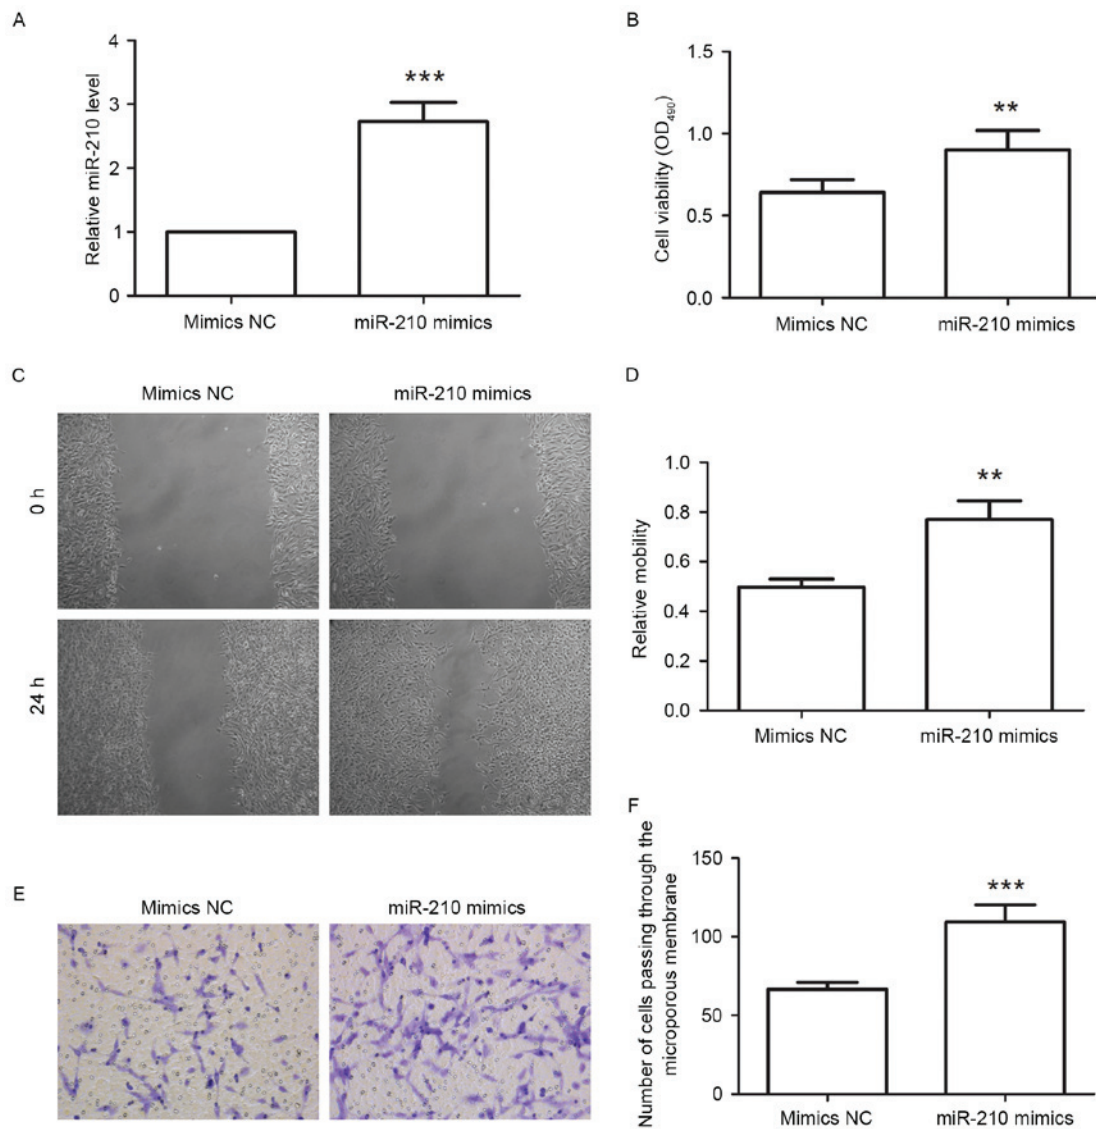 A
Relative miR-210 level
4
3
2
1
0
***
Mimics NC
miR-210 mimics
B
Cell viability (OD490)
1.5
1.0
0.5
0.0
**
Mimics NC
miR-210 mimics
C
Mimics NC
miR-210 mimics
0 h
24 h
D
Relative mobility
1.0
0.8
0.6
0.4
0.2
0.0
**
Mimics NC
miR-210 mimics
E
Mimics NC
miR-210 mimics
F
Number of cells passing through the
microporous membrane
150
100
50
0
***
Mimics NC
miR-210 mimics